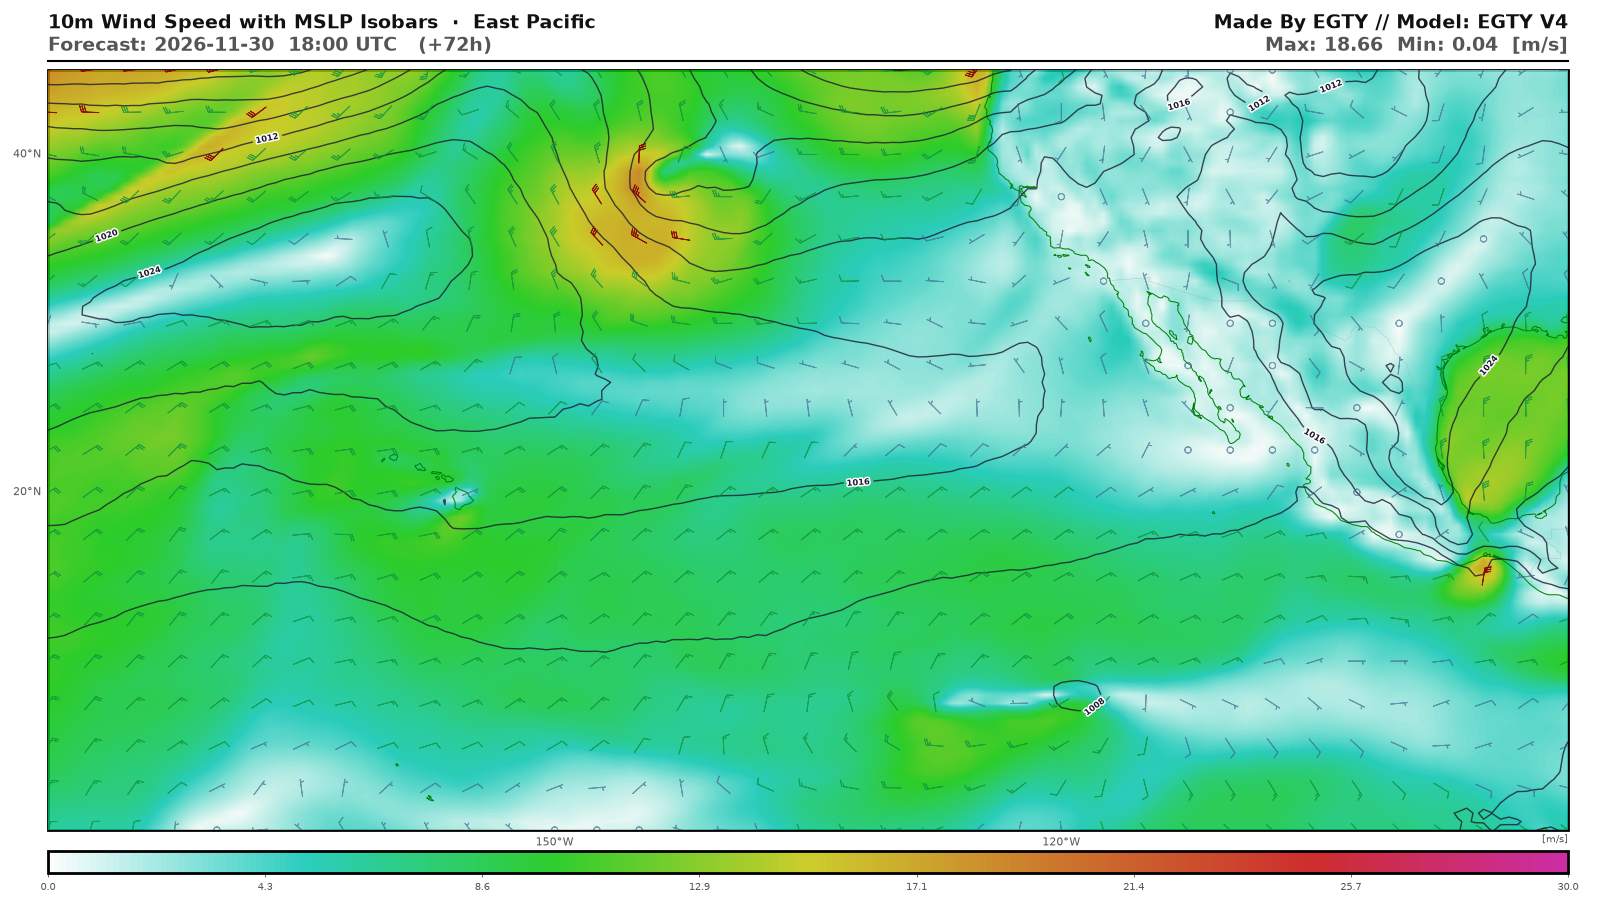 10m Wind Speed with MSLP Isobars · East Pacific
Made By EGTY // Model: EGTY V4
Forecast: 2026-11-30 18:00 UTC (+72h)
Max: 18.66 Min: 0.04 [m/s]
1012
1016
1012
1012
40°N
1020
1024
1024
1016
20°N
1016
1008
150°W
120°W
[m/s]
0.0
4.3
8.6
12.9
17.1
21.4
25.7
30.0